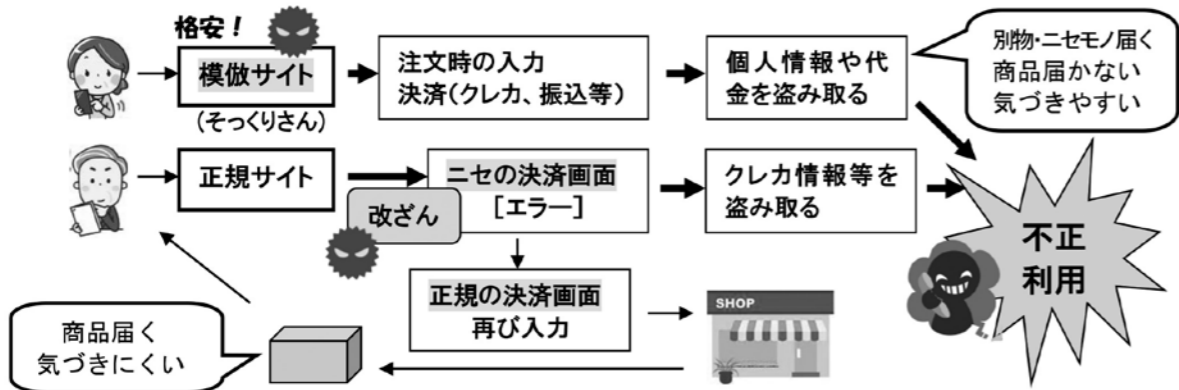 格安！
模倣サイト
(そっくりさん)
注文時の入力
決済(クレカ、振込等)
個人情報や代
金を盗み取る
別物・ニセモノ届く
商品届かない
気づきやすい
正規サイト
改ざん
ニセの決済画面
[エラー]
クレカ情報等を
盗み取る
不正
利用
正規の決済画面
再び入力
SHOP
商品届く
気づきにくい